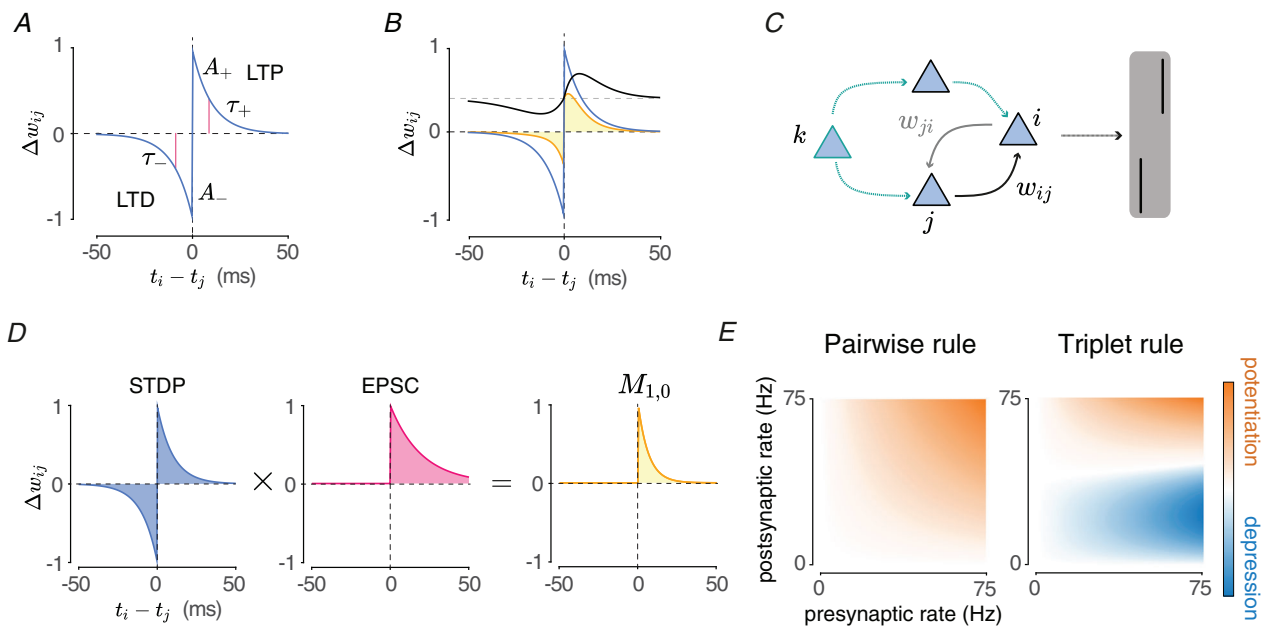 A
1
Δw_ij
0
-1
A_+
LTP
τ_+
τ_-
LTD
A_-
-50
0
50
t_i − t_j (ms)
B
1
Δw_ij
0
-1
-50
0
50
t_i − t_j (ms)
C
k
w_ji
i
w_ij
j
D
STDP
1
Δw_ij
0
-1
-50
0
50
t_i − t_j (ms)
×
EPSC
1
0
-1
-50
0
50
=
M_1,0
1
0
-1
-50
0
50
E
Pairwise rule
postsynaptic rate (Hz)
75
0
0
75
presynaptic rate (Hz)
Triplet rule
75
0
0
75
potentiation
depression